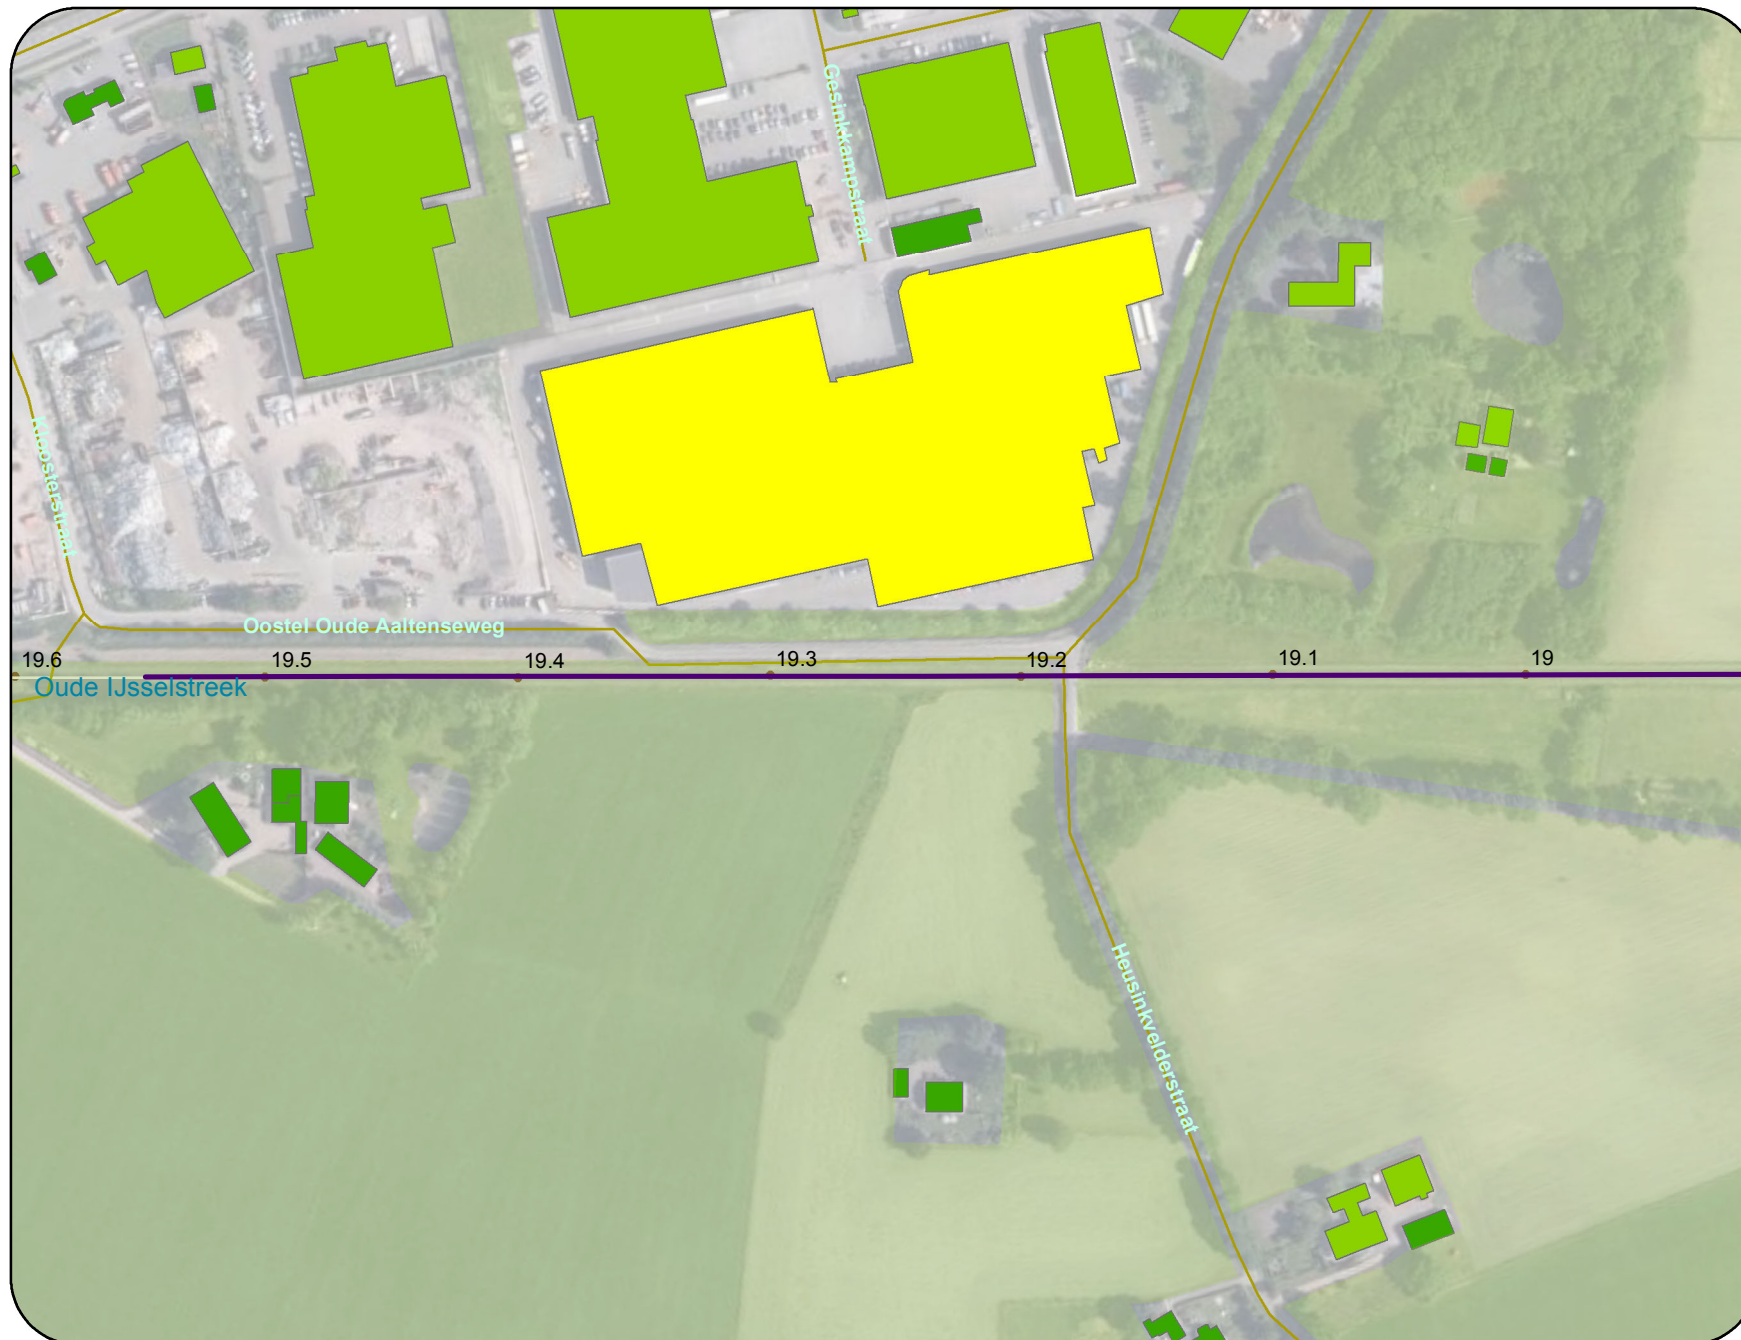 Gesinkkampstraat
Kloosterstraat
Oostel Oude Aaltenseweg
19.6
19.5
19.4
19.3
19.2
19.1
19
Oude IJsselstreek
Heusinkvelderstraat